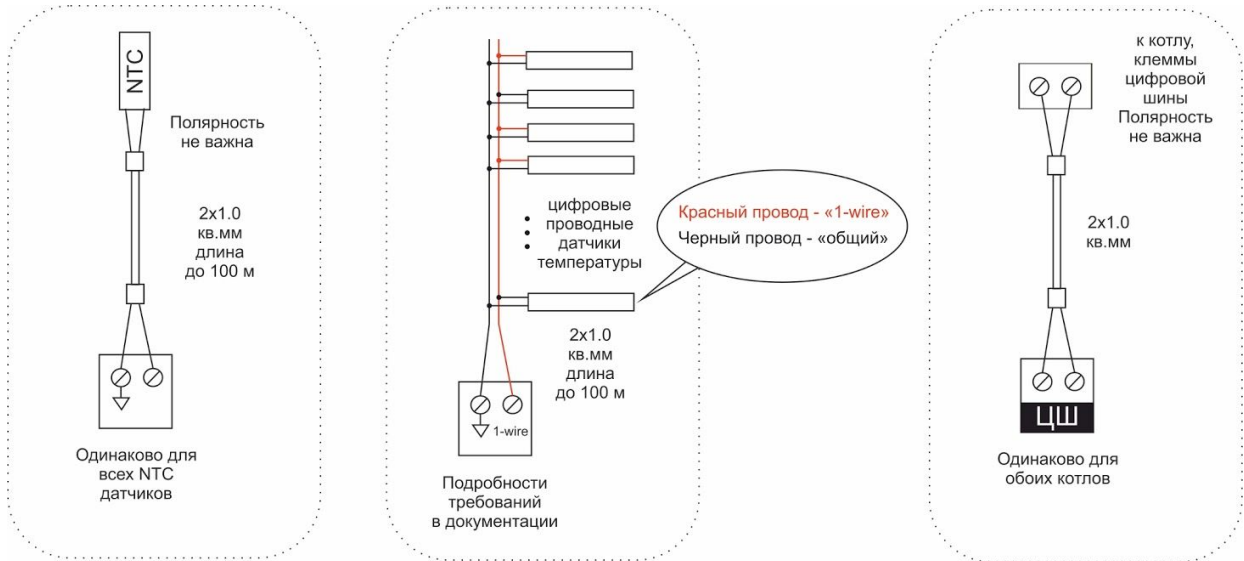 NTC
Полярность
не важна
2x1.0
кв.мм
длина
до 100 м
Одинаково для
всех NTC
датчиков
цифровые
проводные
датчики
температуры
Красный провод - «1-wire»
Черный провод - «общий»
2x1.0
кв.мм
длина
до 100 м
1-wire
Подробности
требований
в документации
к котлу,
клеммы
цифровой
шины
Полярность
не важна
2x1.0
кв.мм
ЦШ
Одинаково для
обоих котлов